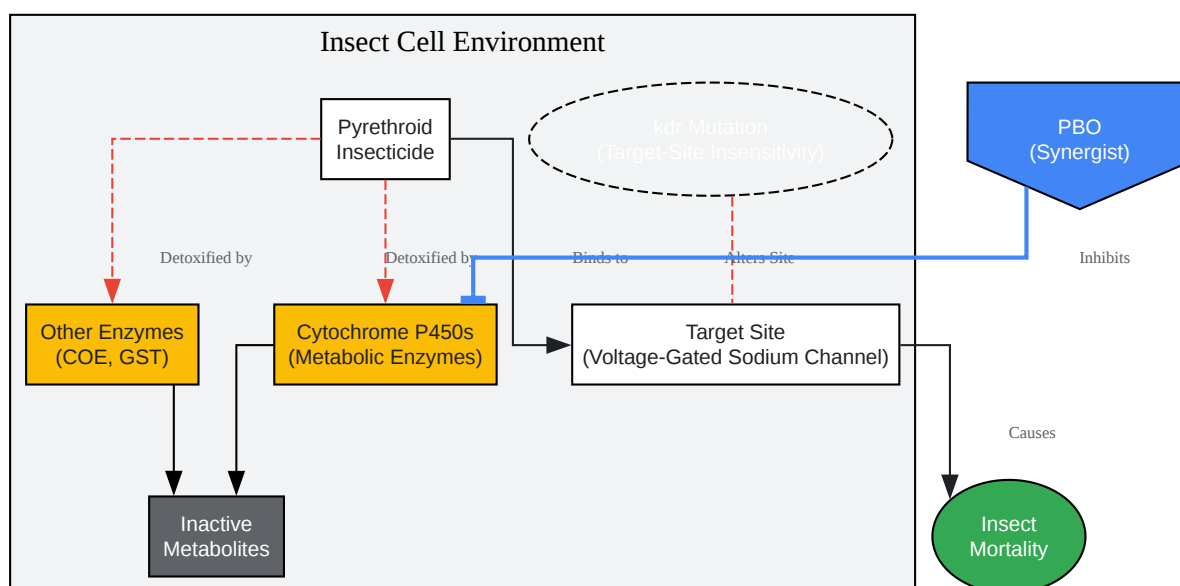 Insect Cell Environment
Pyrethroid
Insecticide
kdr Mutation
(Target-Site Insensitivity)
PBO
(Synergist)
Detoxified by
Detoxified by
Binds to
Alters Site
Inhibits
Other Enzymes
(COE, GST)
Cytochrome P450s
(Metabolic Enzymes)
Target Site
(Voltage-Gated Sodium Channel)
Causes
Inactive
Metabolites
Insect
Mortality